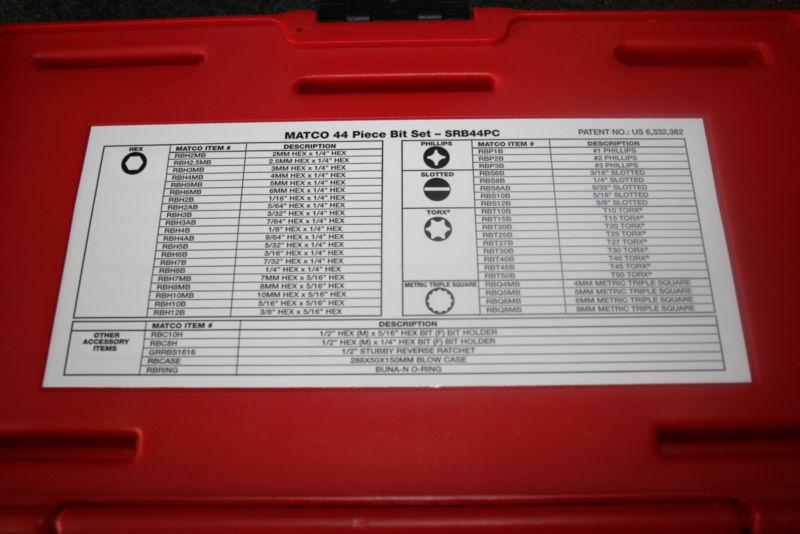 MATCO 44 Piece Bit Set – SRB44PC
PATENT NO.: US 6,332,382
HEX
MATCO ITEM # DESCRIPTION
RBH2MB 2MM HEX x 1/4" HEX
RBH2.5MB 2.5MM HEX x 1/4" HEX
RBH3MB 3MM HEX x 1/4" HEX
RBH4MB 4MM HEX x 1/4" HEX
RBH5MB 5MM HEX x 1/4" HEX
RBH6MB 6MM HEX x 1/4" HEX
RBH2B 1/16" HEX x 1/4" HEX
RBH2AB 5/64" HEX x 1/4" HEX
RBH3B 3/32" HEX x 1/4" HEX
RBH3AB 7/64" HEX x 1/4" HEX
RBH4B 1/8" HEX x 1/4" HEX
RBH4AB 9/64" HEX x 1/4" HEX
RBH5B 5/32" HEX x 1/4" HEX
RBH6B 3/16" HEX x 1/4" HEX
RBH7B 7/32" HEX x 1/4" HEX
RBH8B 1/4" HEX x 1/4" HEX
RBH7MB 7MM HEX x 5/16" HEX
RBH8MB 8MM HEX x 5/16" HEX
RBH10MB 10MM HEX x 5/16" HEX
RBH10B 5/16" HEX x 5/16" HEX
RBH12B 3/8" HEX x 5/16" HEX
PHILLIPS
MATCO ITEM # DESCRIPTION
RBP1B #1 PHILLIPS
RBP2B #2 PHILLIPS
RBP3B #3 PHILLIPS
SLOTTED
RBS6B 3/16" SLOTTED
RBS8B 1/4" SLOTTED
RBS8AB 9/32" SLOTTED
RBS10B 5/16" SLOTTED
RBS12B 3/8" SLOTTED
TORX®
RBT10B T10 TORX®
RBT15B T15 TORX®
RBT20B T20 TORX®
RBT25B T25 TORX®
RBT27B T27 TORX®
RBT30B T30 TORX®
RBT40B T40 TORX®
RBT45B T45 TORX®
RBT50B T50 TORX®
METRIC TRIPLE SQUARE
RBQ4MB 4MM METRIC TRIPLE SQUARE
RBQ5MB 5MM METRIC TRIPLE SQUARE
RBQ6MB 6MM METRIC TRIPLE SQUARE
RBQ8MB 8MM METRIC TRIPLE SQUARE
OTHER
ACCESSORY
ITEMS
MATCO ITEM # DESCRIPTION
RBC10H 1/2" HEX (M) x 5/16" HEX BIT (F) BIT HOLDER
RBC8H 1/2" HEX (M) x 1/4" HEX BIT (F) BIT HOLDER
GRRBS1616 1/2" STUBBY REVERSE RATCHET
RBCASE 288X50X150MM BLOW CASE
RBRING BUNA-N O-RING